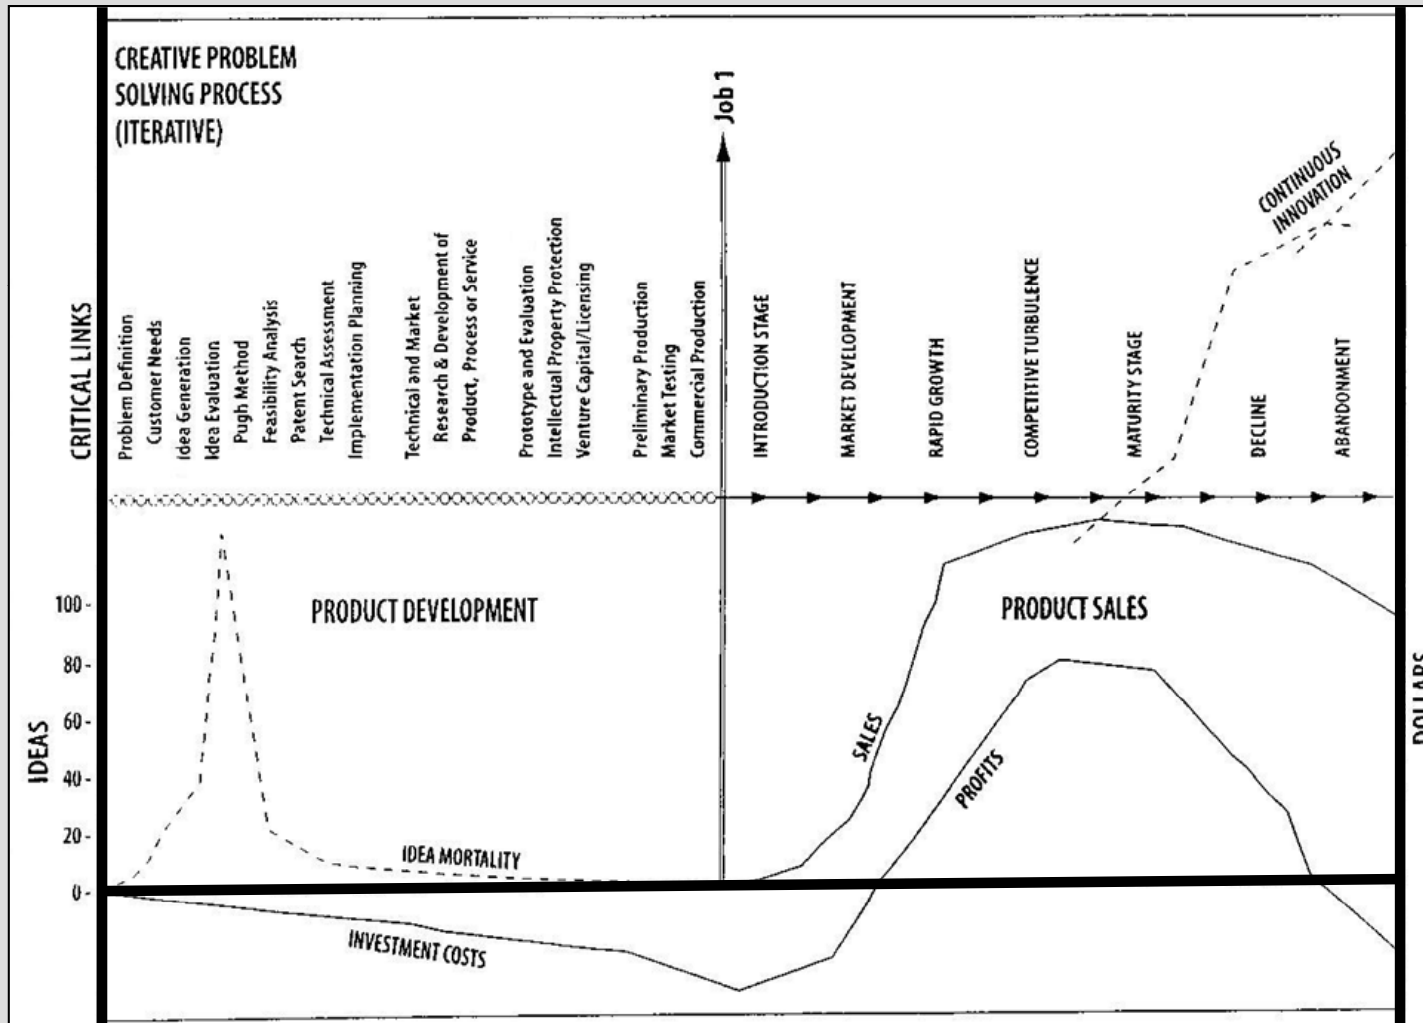 CREATIVE PROBLEM
SOLVING PROCESS
(ITERATIVE)
Job 1
CRITICAL LINKS
Problem Definition
Customer Needs
Idea Generation
Idea Evaluation
Pugh Method
Feasibility Analysis
Patent Search
Technical Assessment
Implementation Planning
Technical and Market
Research & Development of
Product, Process or Service
Prototype and Evaluation
Intellectual Property Protection
Venture Capital/Licensing
Preliminary Production
Market Testing
Commercial Production
INTRODUCTION STAGE
MARKET DEVELOPMENT
RAPID GROWTH
COMPETITIVE TURBULENCE
MATURITY STAGE
DECLINE
ABANDONMENT
CONTINUOUS
INNOVATION
PRODUCT DEVELOPMENT
PRODUCT SALES
IDEAS
100 -
80 -
60 -
40 -
20 -
0 -
IDEA MORTALITY
INVESTMENT COSTS
SALES
PROFITS
DOLLARS